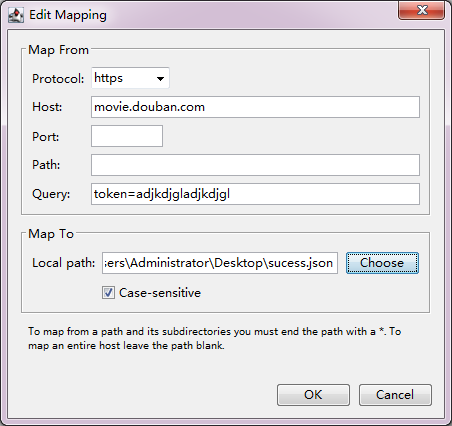 Edit Mapping
Map From
Protocol: https
Host: movie.douban.com
Port:
Path:
Query: token=adjkdjgladjkdjgl
Map To
Local path: sers\Administrator\Desktop\sucess.json Choose
Case-sensitive
To map from a path and its subdirectories you must end the path with a *. To
map an entire host leave the path blank.
OK Cancel